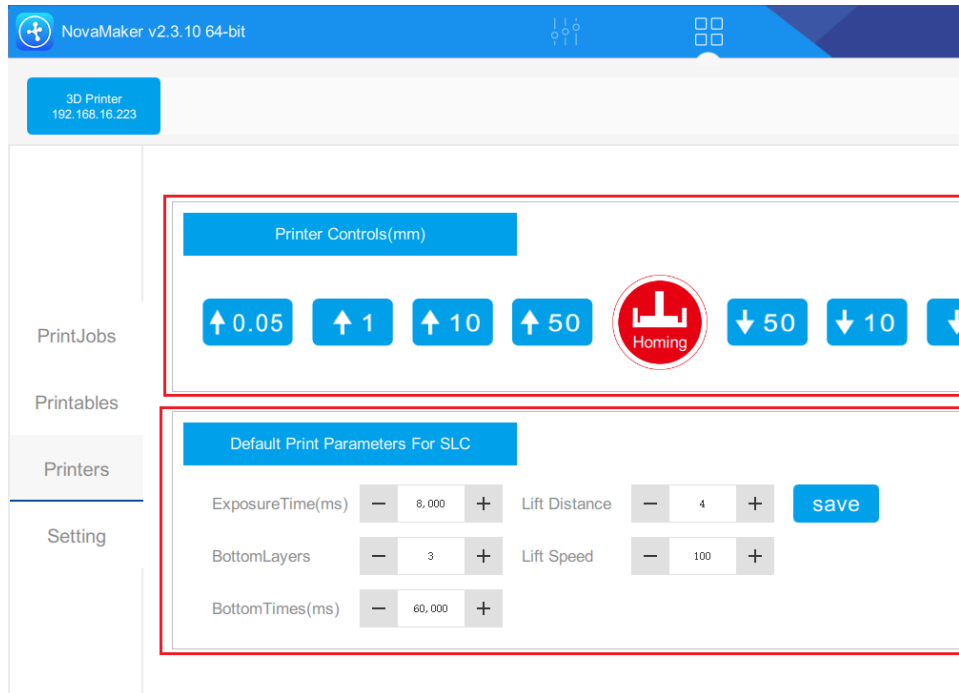 NovaMaker v2.3.10 64-bit
3D Printer
192.168.16.223
Printer Controls(mm)
0.05 1 10 50 Homing 50 10
PrintJobs
Printables
Printers
Setting
Default Print Parameters For SLC
ExposureTime(ms) − 8,000 + Lift Distance − 4 + save
BottomLayers − 3 + Lift Speed − 100 +
BottomTimes(ms) − 60,000 +